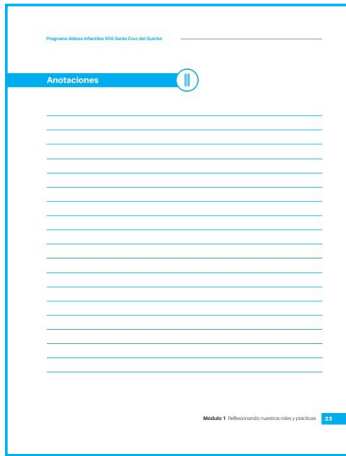 Programa Aldeas Infantiles SOS Santa Cruz del Quiché
Anotaciones
Módulo 1 Reflexionando nuestros roles y prácticas 23